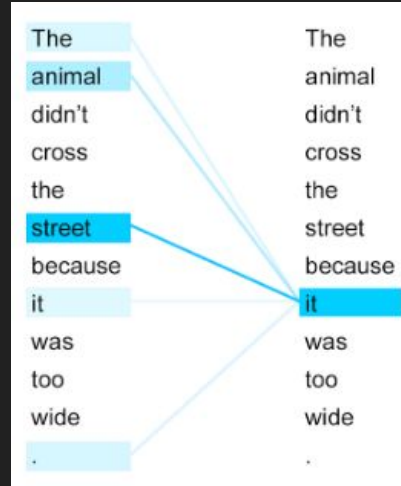 The
animal
didn't
cross
the
street
because
it
was
too
wide
.
The
animal
didn't
cross
the
street
because
it
was
too
wide
.